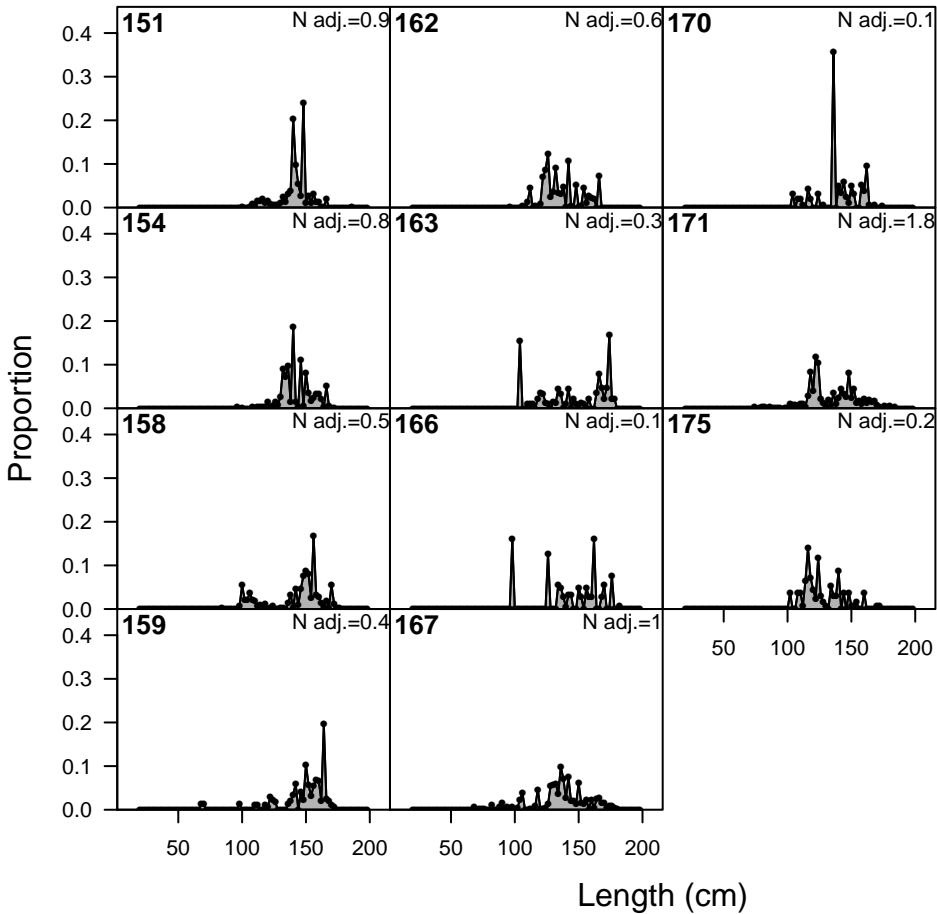 151 N adj.=0.9
162 N adj.=0.6
170 N adj.=0.1
0.4
0.3
0.2
0.1
0.0
154 N adj.=0.8
163 N adj.=0.3
171 N adj.=1.8
0.4
0.3
0.2
0.1
0.0
158 N adj.=0.5
166 N adj.=0.1
175 N adj.=0.2
0.4
0.3
0.2
0.1
0.0
159 N adj.=0.4
167 N adj.=1
0.4
0.3
0.2
0.1
0.0
50 100 150 200
50 100 150 200
50 100 150 200
Proportion
Length (cm)